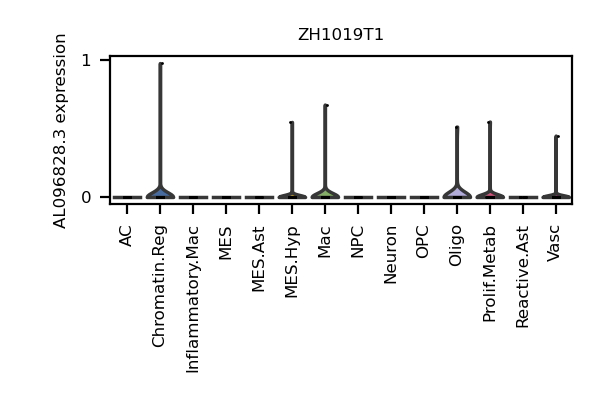 ZH1019T1
AL096828.3 expression
1
0
AC
Chromatin.Reg
Inflammatory.Mac
MES
MES.Ast
MES.Hyp
Mac
NPC
Neuron
OPC
Oligo
Prolif.Metab
Reactive.Ast
Vasc